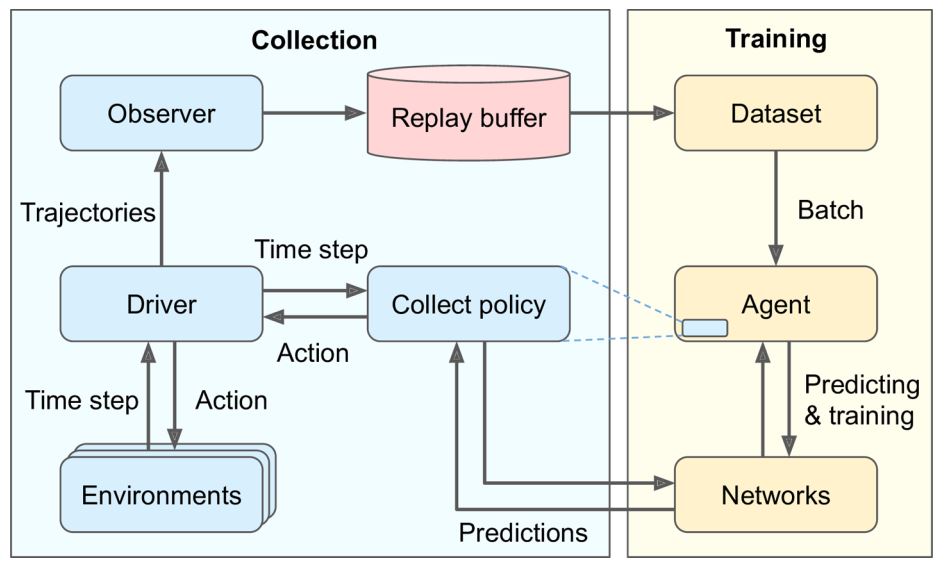 Collection
Training
Observer
Replay buffer
Dataset
Trajectories
Batch
Time step
Driver
Collect policy
Agent
Action
Time step
Action
Predicting
& training
Environments
Networks
Predictions